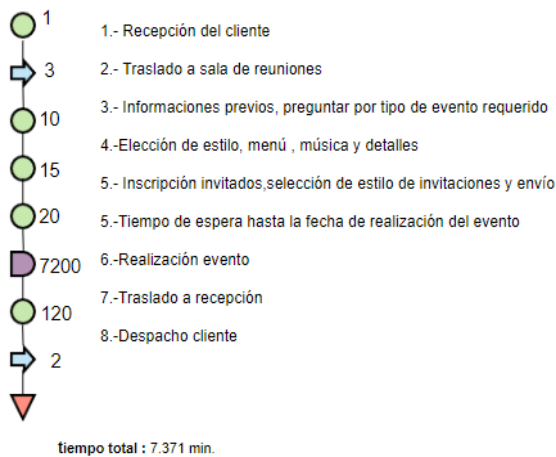 1
1.- Recepción del cliente
3
2.- Traslado a sala de reuniones
10
3.- Informaciones previos, preguntar por tipo de evento requerido
15
4.-Elección de estilo, menú , música y detalles
20
5.- Inscripción invitados,selección de estilo de invitaciones y envío
7200
5.-Tiempo de espera hasta la fecha de realización del evento
120
6.-Realización evento
2
7.-Traslado a recepción
8.-Despacho cliente
tiempo total : 7.371 min.